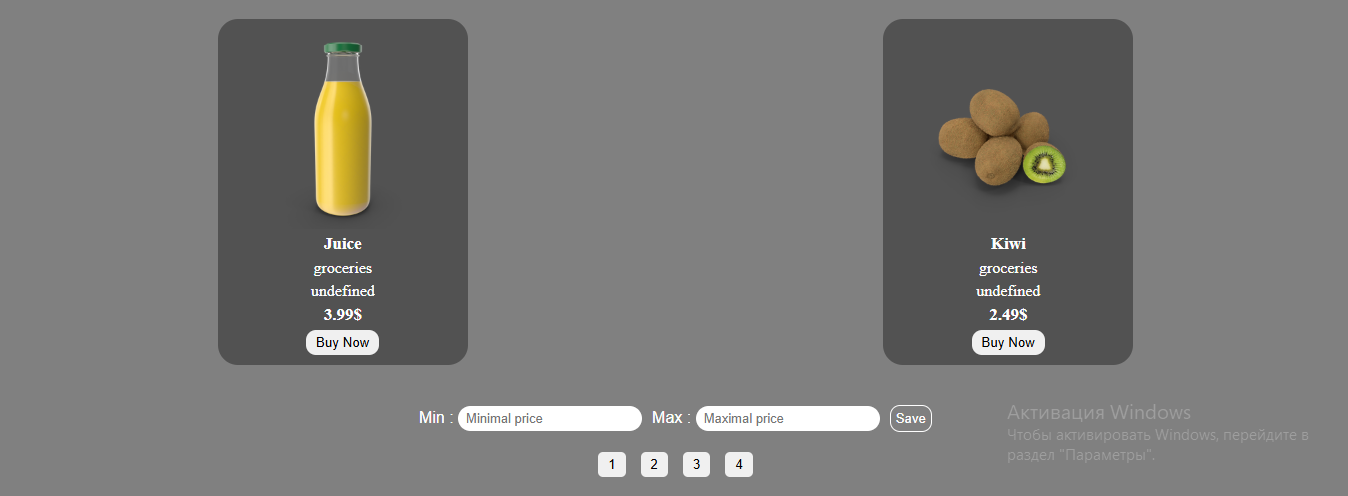 Juice
groceries
undefined
3.99$
Buy Now
Kiwi
groceries
undefined
2.49$
Buy Now
Min : Minimal price Max : Maximal price Save
1 2 3 4
Активация Windows
Чтобы активировать Windows, перейдите в
раздел "Параметры".